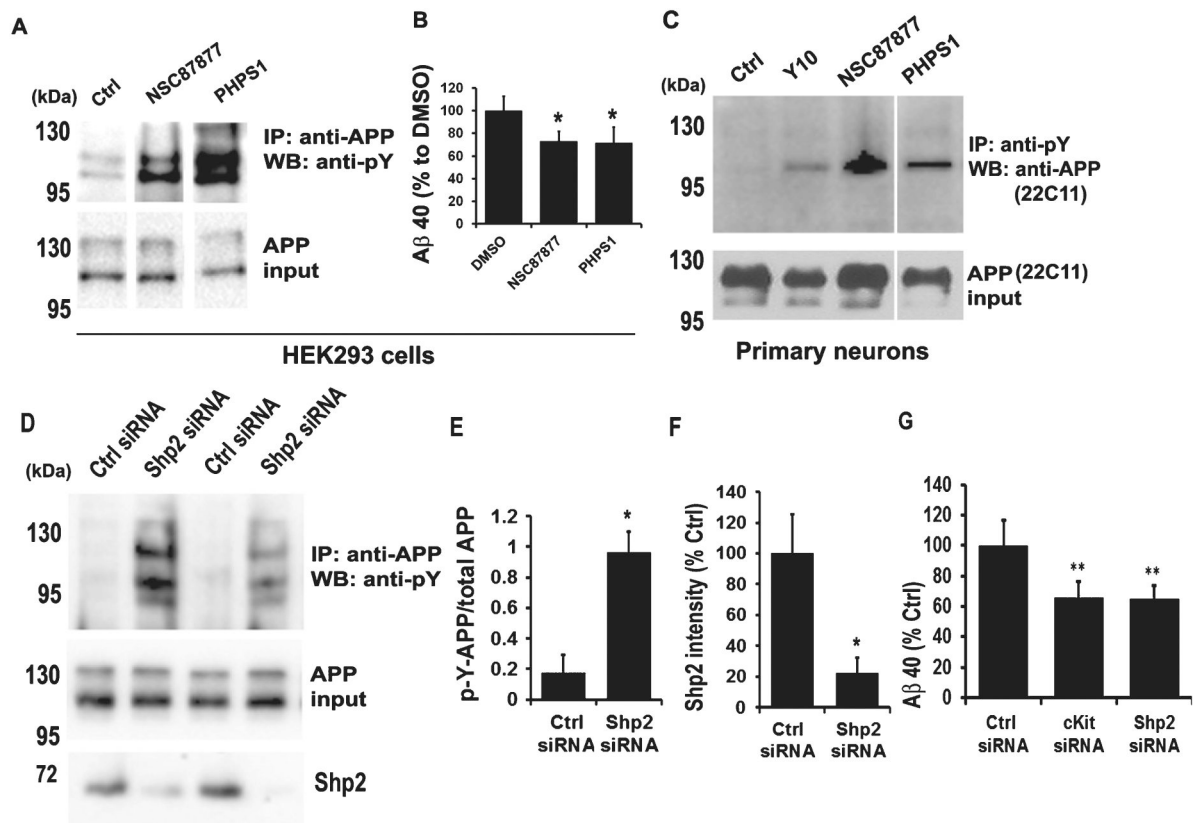 A
Ctrl NSC87877 PHPS1
(kDa)
130
95
IP: anti-APP
WB: anti-pY
130
95
APP
input
B
Aβ 40 (% to DMSO)
120
100
80
60
40
20
0
* *
DMSO NSC87877 PHPS1
HEK293 cells
C
Ctrl Y10 NSC87877 PHPS1
(kDa)
130
95
IP: anti-pY
WB: anti-APP
(22C11)
130
95
APP (22C11)
input
Primary neurons
D
Ctrl siRNA Shp2 siRNA Ctrl siRNA Shp2 siRNA
(kDa)
130
95
IP: anti-APP
WB: anti-pY
130
95
APP
input
72
Shp2
E
p-Y-APP/total APP
1.2
1
0.8
0.6
0.4
0.2
0
*
Ctrl Shp2
siRNA siRNA
F
Shp2 intensity (% Ctrl)
140
120
100
80
60
40
20
0
*
Ctrl Shp2
siRNA siRNA
G
Aβ 40 (% Ctrl)
140
120
100
80
60
40
20
0
** **
Ctrl cKit Shp2
siRNA siRNA siRNA